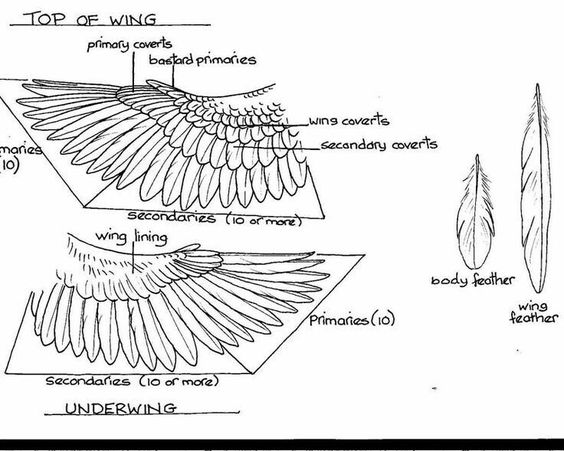 TOP OF WING
primary coverts
bastard primaries
wing coverts
secondary coverts
maries
(10)
secondaries (10 or more)
wing lining
body feather
wing
feather
Primaries (10)
secondaries (10 or more)
UNDERWING